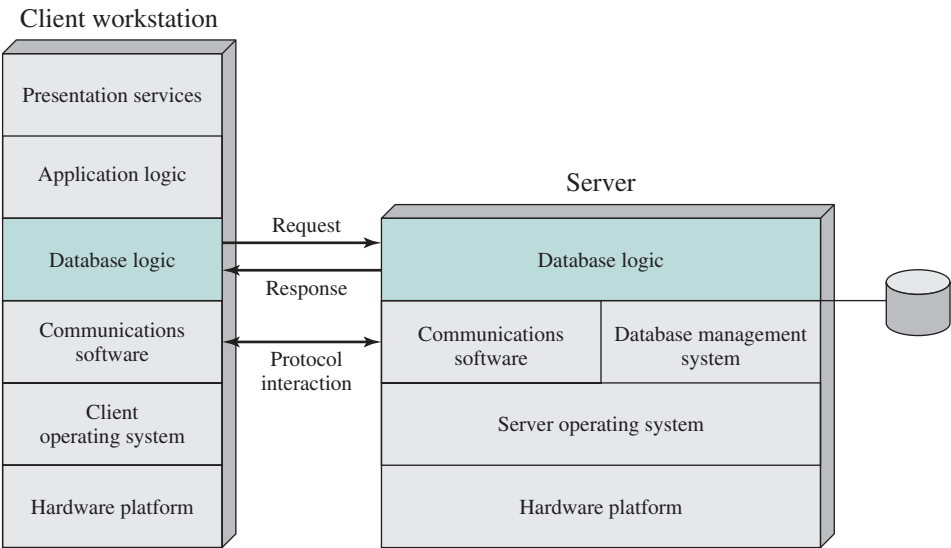 Client workstation
Presentation services
Application logic
Database logic
Communications
software
Client
operating system
Hardware platform
Request
Response
Protocol
interaction
Server
Database logic
Communications
software
Database management
system
Server operating system
Hardware platform